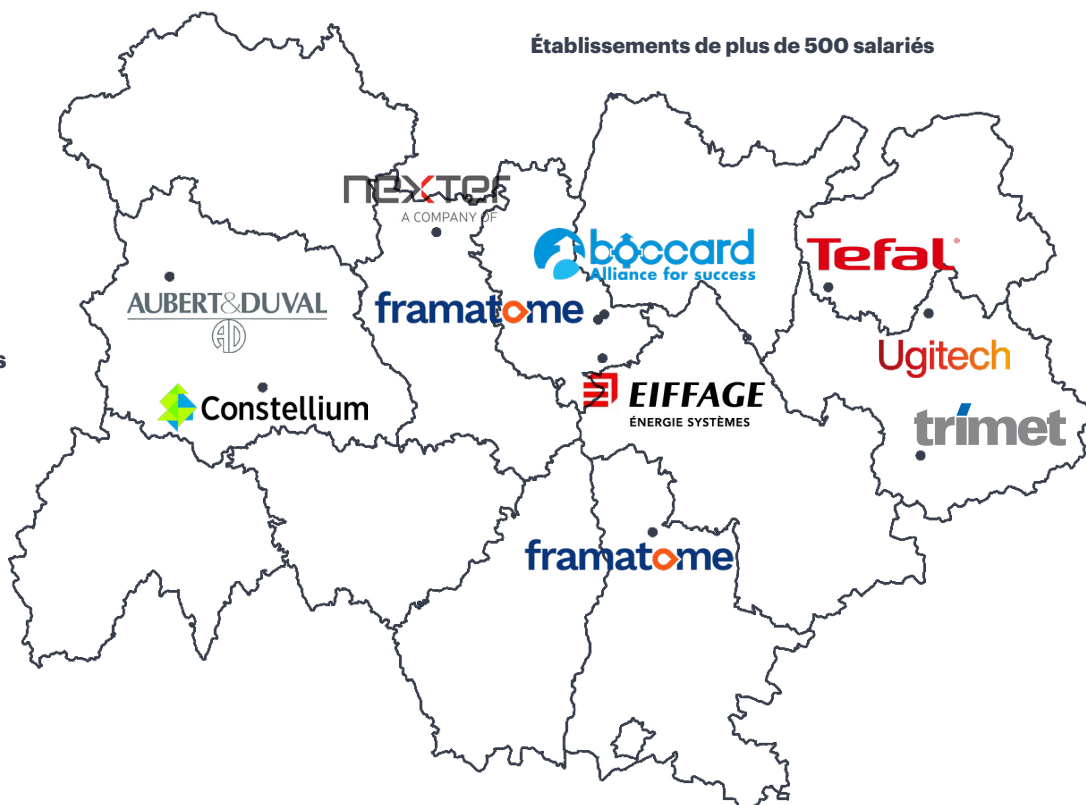 Établissements de plus de 500 salariés
nexter
A COMPANY OF
bôccard
Alliance for success
Tefal®
AUBERT&DUVAL
AD
framatome
Ugitech
s
Constellium
EIFFAGE
ÉNERGIE SYSTÈMES
trimet
framatome